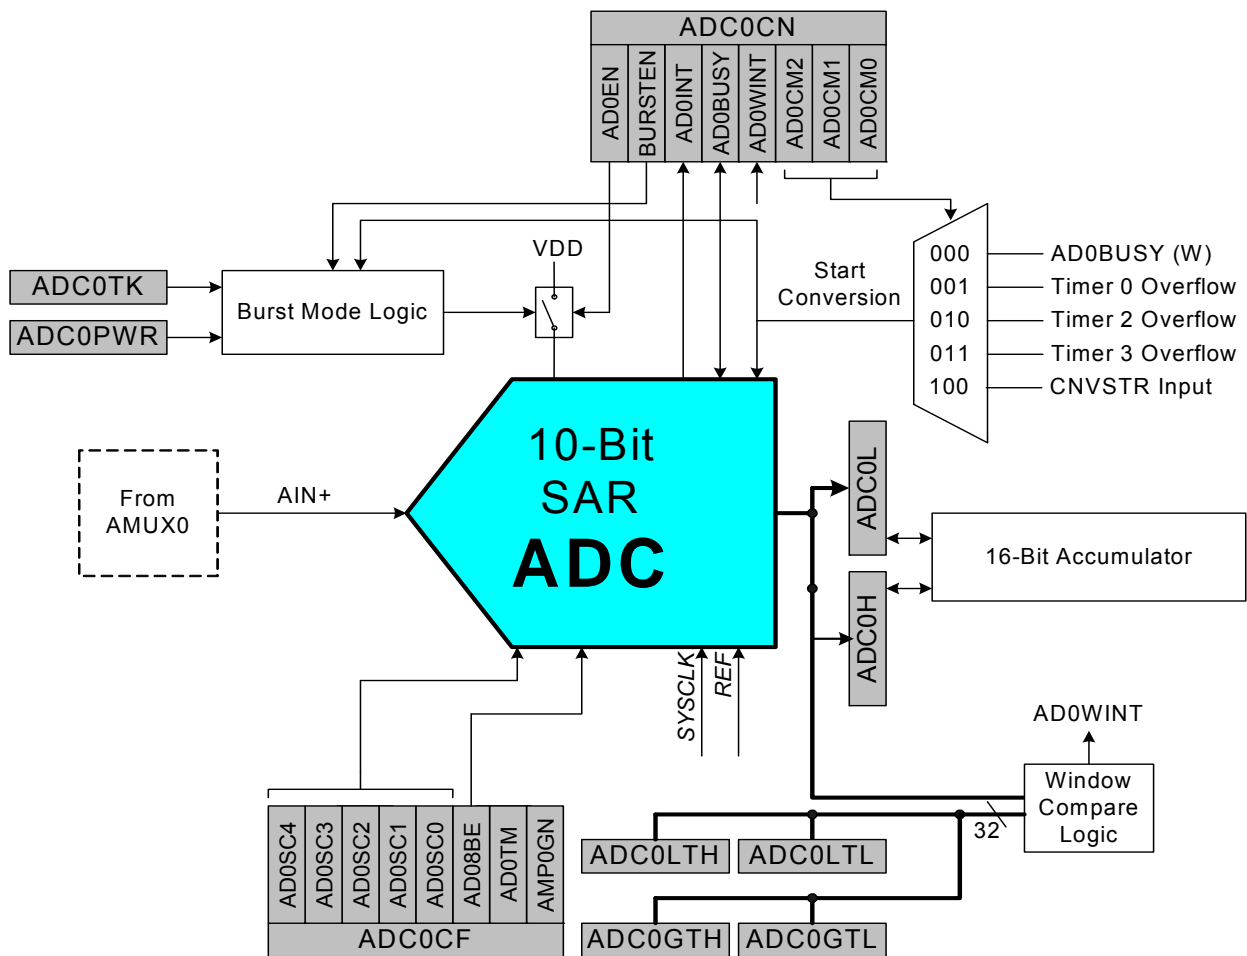 ADC0CN
AD0EN
BURSTEN
AD0INT
AD0BUSY
AD0WINT
AD0CM2
AD0CM1
AD0CM0
VDD
ADC0TK
ADC0PWR
Burst Mode Logic
Start
Conversion
000
001
010
011
100
AD0BUSY (W)
Timer 0 Overflow
Timer 2 Overflow
Timer 3 Overflow
CNVSTR Input
From
AMUX0
AIN+
10-Bit
SAR
ADC
ADC0L
ADC0H
16-Bit Accumulator
SYSCLK
REF
AD0WINT
Window
Compare
Logic
32
AD0SC4
AD0SC3
AD0SC2
AD0SC1
AD0SC0
AD08BE
AD0TM
AMP0GN
ADC0CF
ADC0LTH
ADC0LTL
ADC0GTH
ADC0GTL